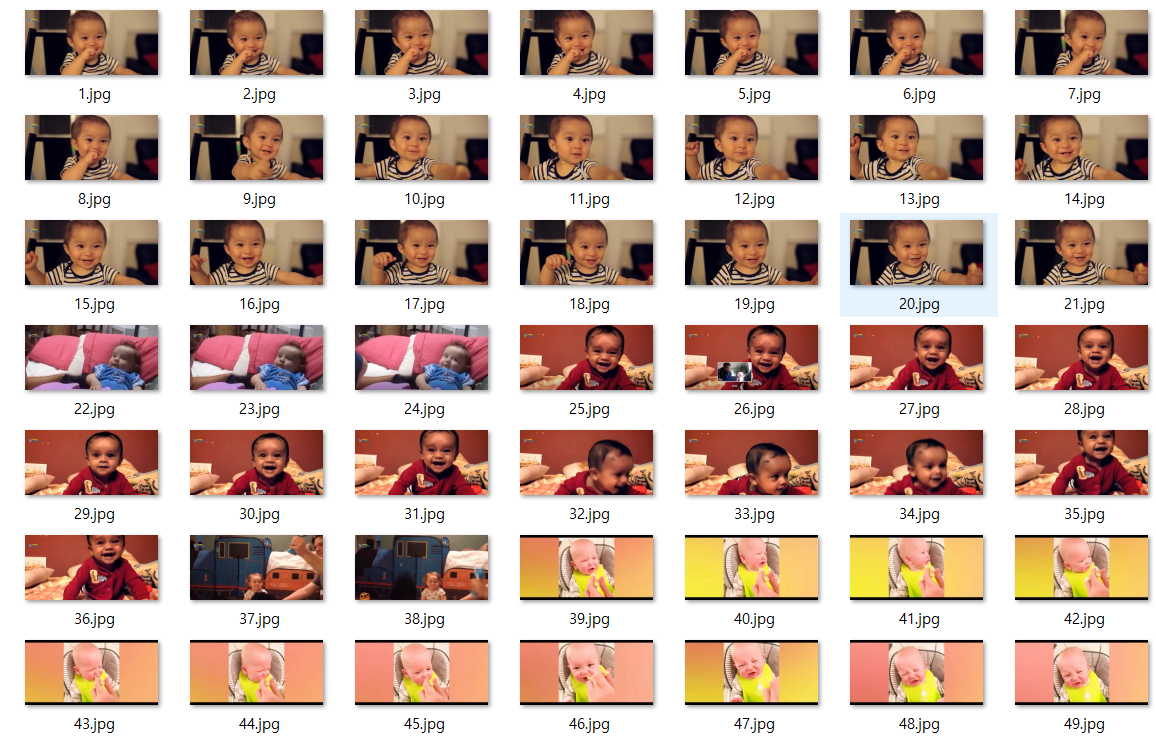 1.jpg 2.jpg 3.jpg 4.jpg 5.jpg 6.jpg 7.jpg
8.jpg 9.jpg 10.jpg 11.jpg 12.jpg 13.jpg 14.jpg
15.jpg 16.jpg 17.jpg 18.jpg 19.jpg 20.jpg 21.jpg
22.jpg 23.jpg 24.jpg 25.jpg 26.jpg 27.jpg 28.jpg
29.jpg 30.jpg 31.jpg 32.jpg 33.jpg 34.jpg 35.jpg
36.jpg 37.jpg 38.jpg 39.jpg 40.jpg 41.jpg 42.jpg
43.jpg 44.jpg 45.jpg 46.jpg 47.jpg 48.jpg 49.jpg